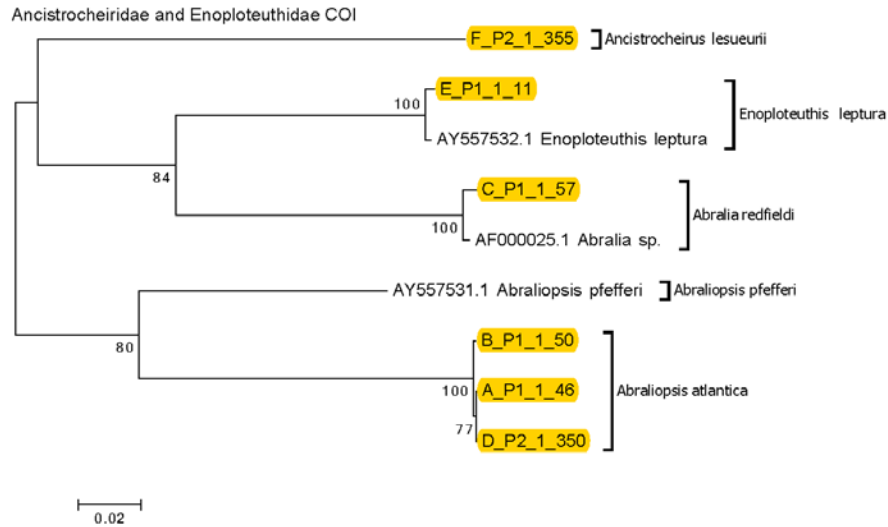 Ancistrocheiridae and Enoploteuthidae COI
F_P2_1_355 Ancistrocheirus lesueurii
E_P1_1_11
100
Enoploteuthis leptura
AY557532.1 Enoploteuthis leptura
84
C_P1_1_57
Abralia redfieldi
100
AF000025.1 Abralia sp.
AY557531.1 Abraliopsis pfefferi Abraliopsis pfefferi
80
B_P1_1_50
100
A_P1_1_46 Abraliopsis atlantica
77
D_P2_1_350
0.02